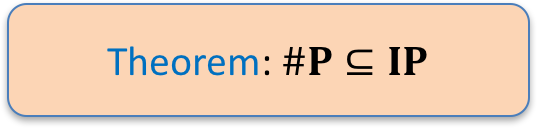 Theorem: #𝐏 ⊆ 𝐈𝐏